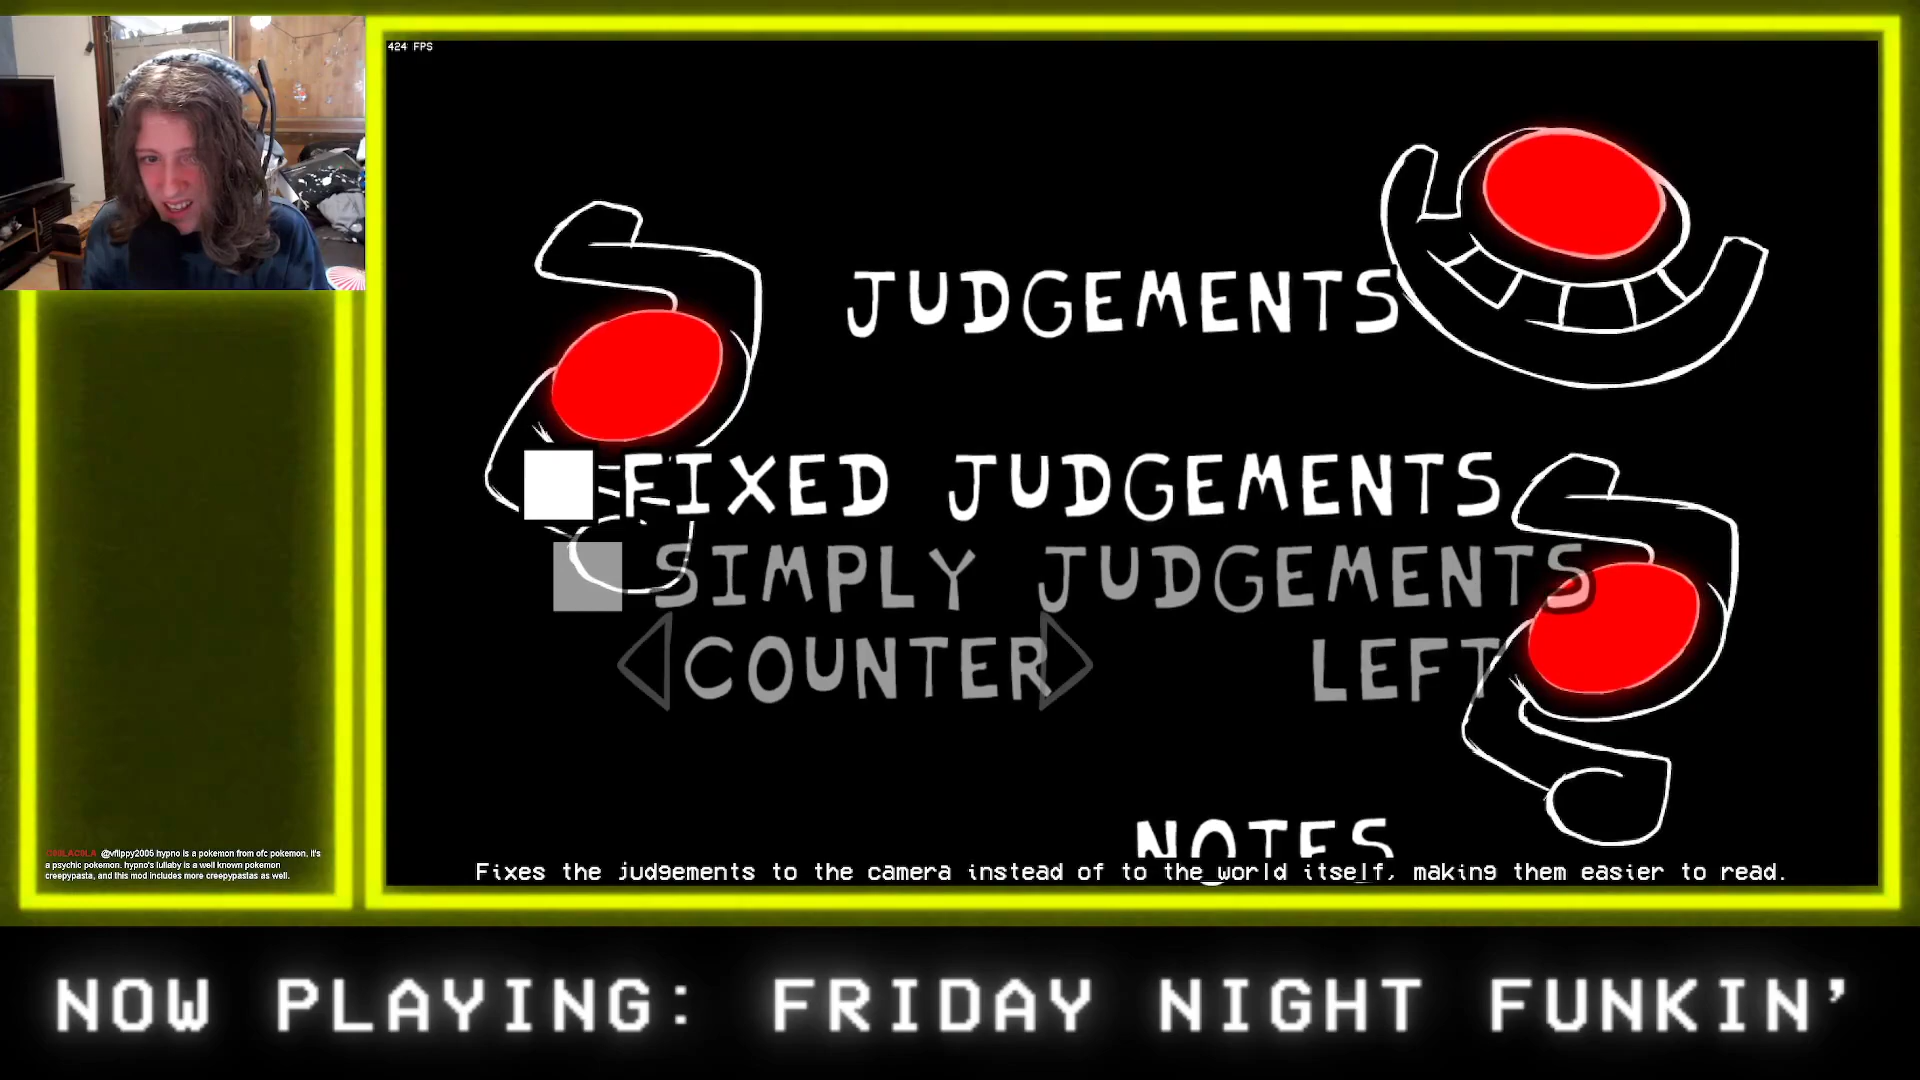 424 FPS
JUDGEMENTS
FIXED JUDGEMENTS
SIMPLY JUDGEMENTS
COUNTER LEFT
NOTES
Fixes the judgements to the camera instead of to the world itself, making them easier to read.
@vflippy2005 hypno is a pokemon from ofc pokemon, it's
a psychic pokemon. hypno's lullaby is a well known pokemon
creepypasta, and this mod includes more creepypastas as well.
NOW PLAYING: FRIDAY NIGHT FUNKIN'